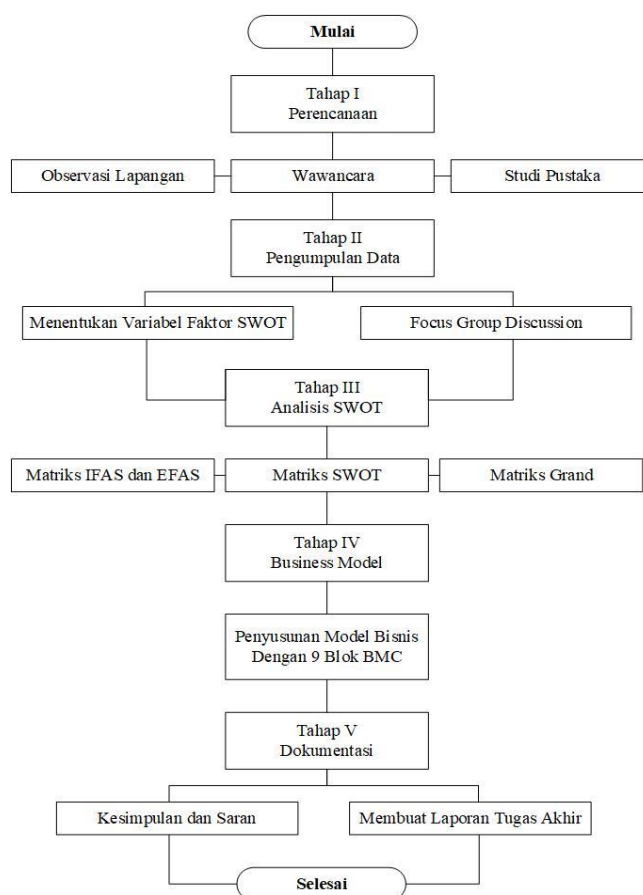 Mulai
Tahap I
Perencanaan
Observasi Lapangan
Wawancara
Studi Pustaka
Tahap II
Pengumpulan Data
Menentukan Variabel Faktor SWOT
Focus Group Discussion
Tahap III
Analisis SWOT
Matriks IFAS dan EFAS
Matriks SWOT
Matriks Grand
Tahap IV
Business Model
Penyusunan Model Bisnis
Dengan 9 Blok BMC
Tahap V
Dokumentasi
Kesimpulan dan Saran
Membuat Laporan Tugas Akhir
Selesai